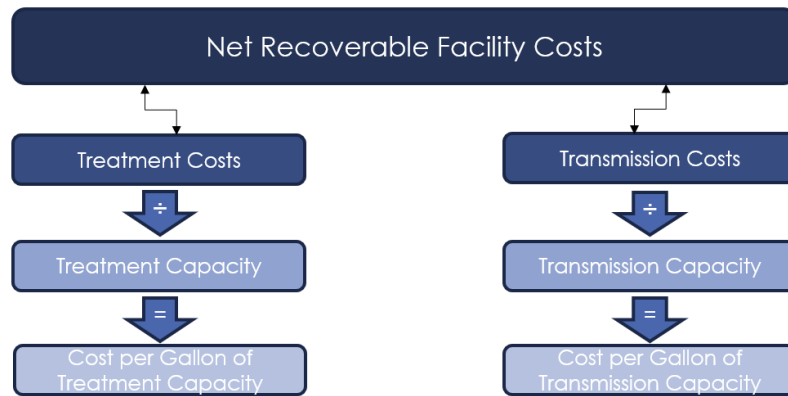 Net Recoverable Facility Costs
Treatment Costs
Transmission Costs
÷
÷
Treatment Capacity
Transmission Capacity
=
=
Cost per Gallon of
Treatment Capacity
Cost per Gallon of
Transmission Capacity